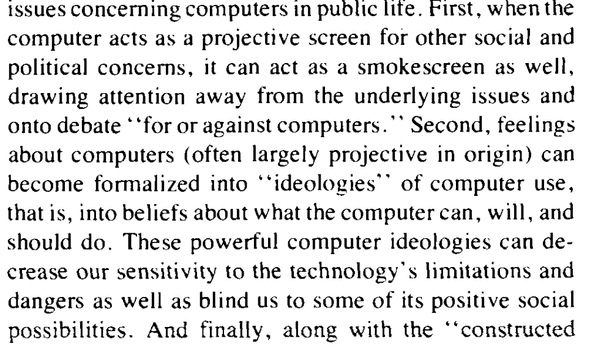 issues concerning computers in public life. First, when the
computer acts as a projective screen for other social and
political concerns, it can act as a smokescreen as well,
drawing attention away from the underlying issues and
onto debate ‘‘for or against computers.’’ Second, feelings
about computers (often largely projective in origin) can
become formalized into ‘‘ideologies’’ of computer use,
that is, into beliefs about what the computer can, will, and
should do. These powerful computer ideologies can de-
crease our sensitivity to the technology's limitations and
dangers as well as blind us to some of its positive social
possibilities. And finally, along with the ‘‘constructed